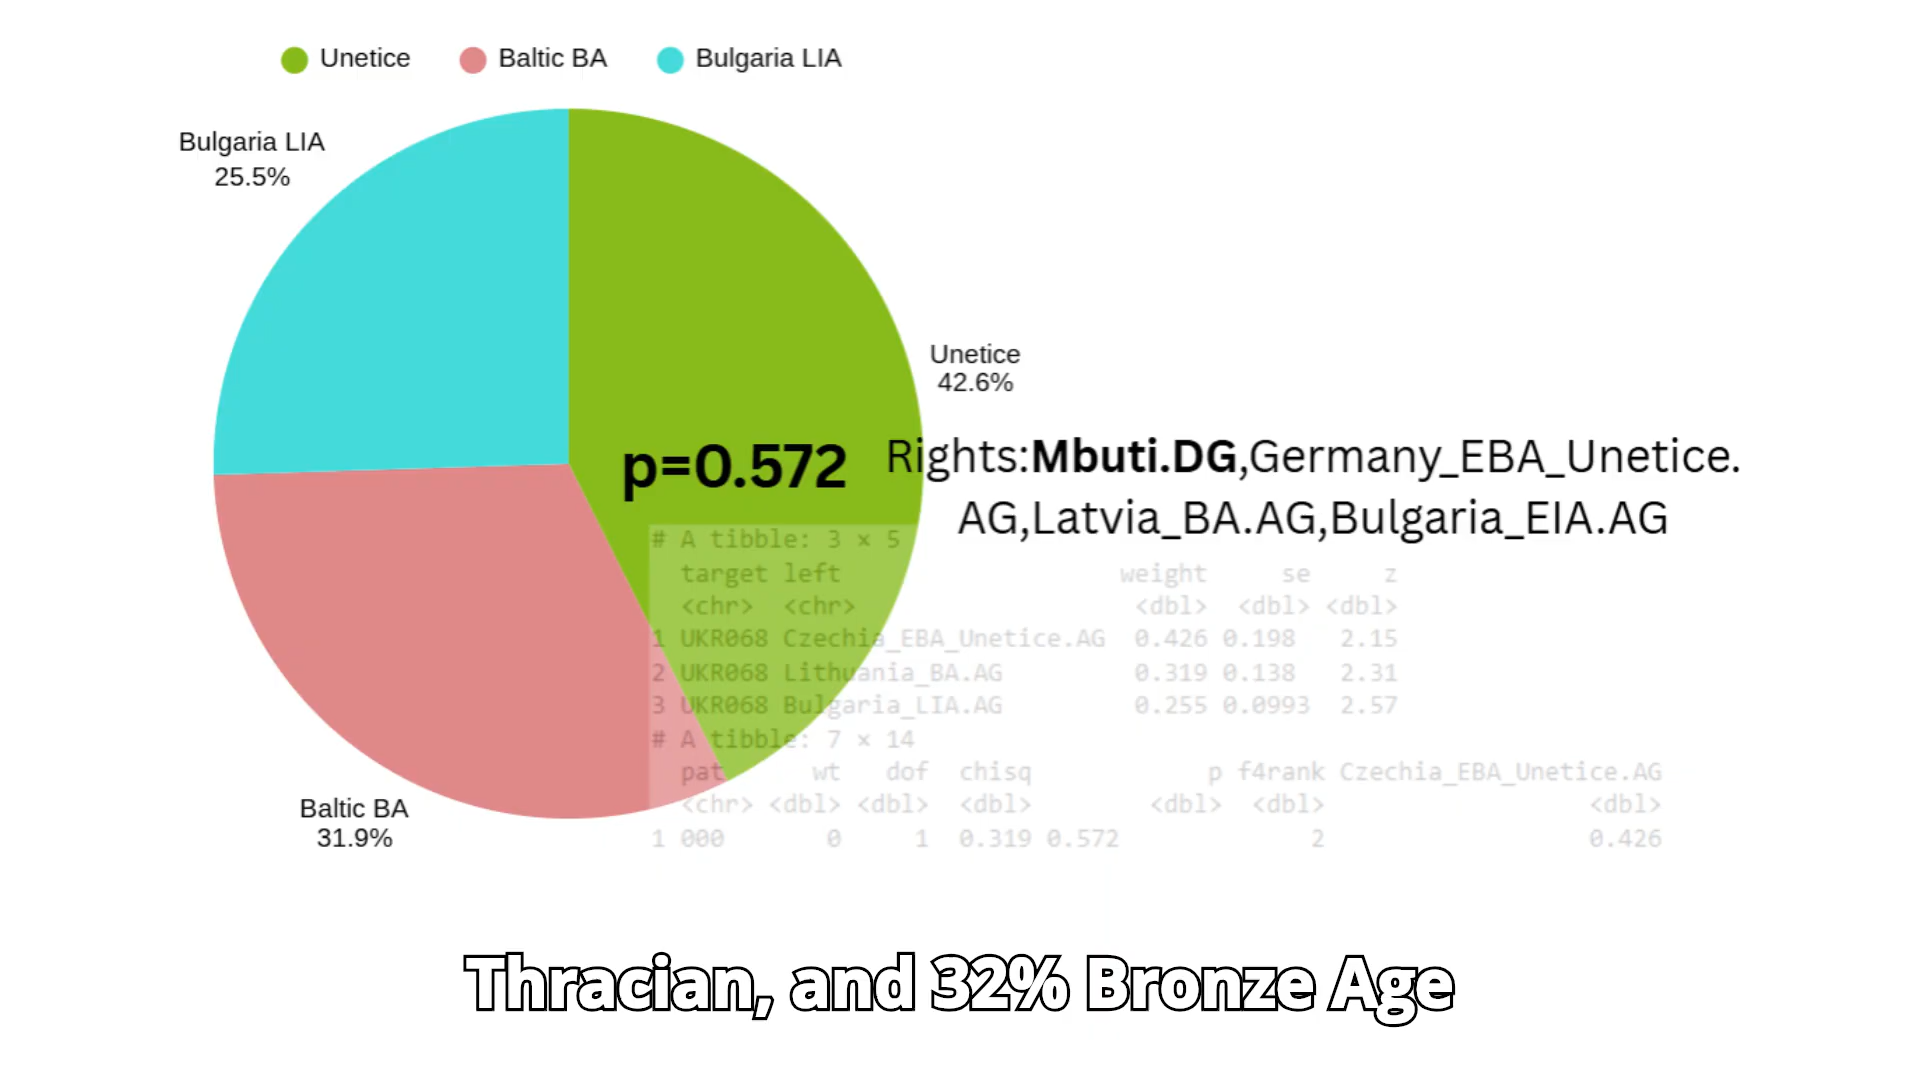 Unetice Baltic BA Bulgaria LIA
Bulgaria LIA
25.5%
Unetice
42.6%
p=0.572
Rights:Mbuti.DG,Germany_EBA_Unetice.
AG,Latvia_BA.AG,Bulgaria_EIA.AG
# A tibble: 3 × 5
target left weight se z
<chr> <chr> <dbl> <dbl> <dbl>
1 UKR068 Czechia_EBA_Unetice.AG 0.426 0.198 2.15
2 UKR068 Lithuania_BA.AG 0.319 0.138 2.31
3 UKR068 Bulgaria_LIA.AG 0.255 0.0993 2.57
# A tibble: 7 × 14
pat wt dof chisq p f4rank Czechia_EBA_Unetice.AG
<chr> <dbl> <dbl> <dbl> <dbl> <dbl> <dbl>
1 000 0 1 0.319 0.572 2 0.426
Baltic BA
31.9%
Thracian, and 32% Bronze Age